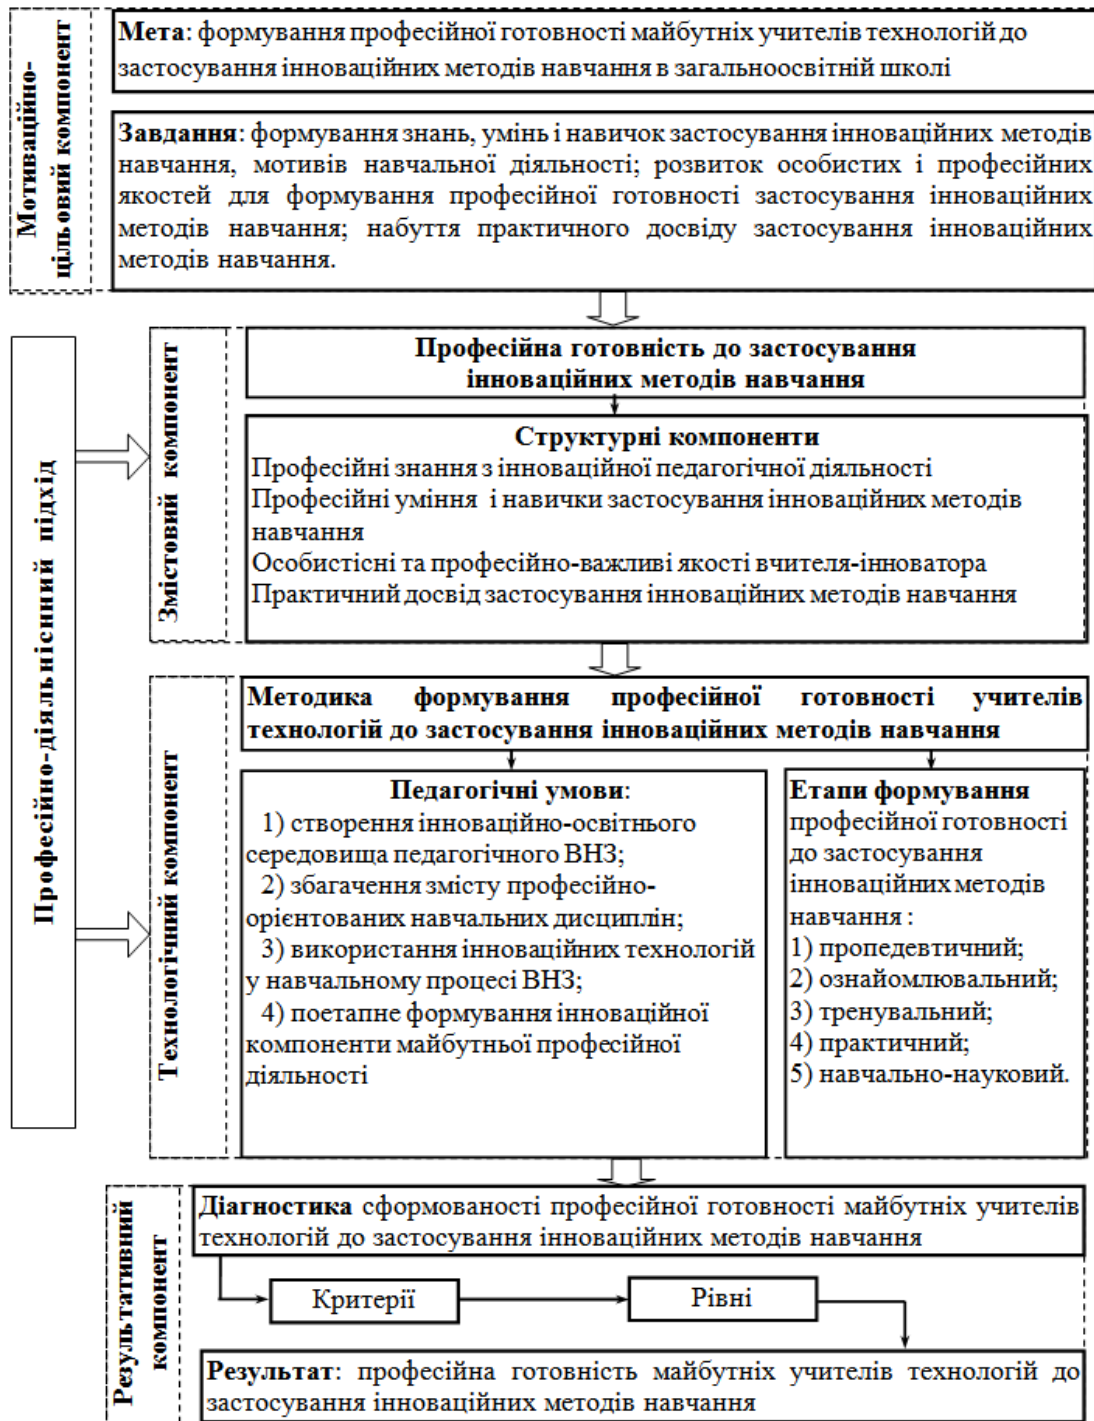 Мотиваційно-
цільовий компонент
Мета: формування професійної готовності майбутніх учителів технологій до
застосування інноваційних методів навчання в загальноосвітній школі
Завдання: формування знань, умінь і навичок застосування інноваційних методів
навчання, мотивів навчальної діяльності; розвиток особистих і професійних
якостей для формування професійної готовності застосування інноваційних
методів навчання; набуття практичного досвіду застосування інноваційних
методів навчання.
Професійно-діяльнісний підхід
Змістовий компонент
Професійна готовність до застосування
інноваційних методів навчання
Структурні компоненти
Професійні знання з інноваційної педагогічної діяльності
Професійні уміння і навички застосування інноваційних методів
навчання
Особистісні та професійно-важливі якості вчителя-інноватора
Практичний досвід застосування інноваційних методів навчання
Технологічний компонент
Методика формування професійної готовності учителів
технологій до застосування інноваційних методів навчання
Педагогічні умови:
1) створення інноваційно-освітнього
середовища педагогічного ВНЗ;
2) збагачення змісту професійно-
орієнтованих навчальних дисциплін;
3) використання інноваційних технологій
у навчальному процесі ВНЗ;
4) поетапне формування інноваційної
компоненти майбутньої професійної
діяльності
Етапи формування
професійної готовності
до застосування
інноваційних методів
навчання :
1) пропедевтичний;
2) ознайомлювальний;
3) тренувальний;
4) практичний;
5) навчально-науковий.
Результативний
компонент
Діагностика сформованості професійної готовності майбутніх учителів
технологій до застосування інноваційних методів навчання
Критерії
Рівні
Результат: професійна готовність майбутніх учителів технологій до
застосування інноваційних методів навчання